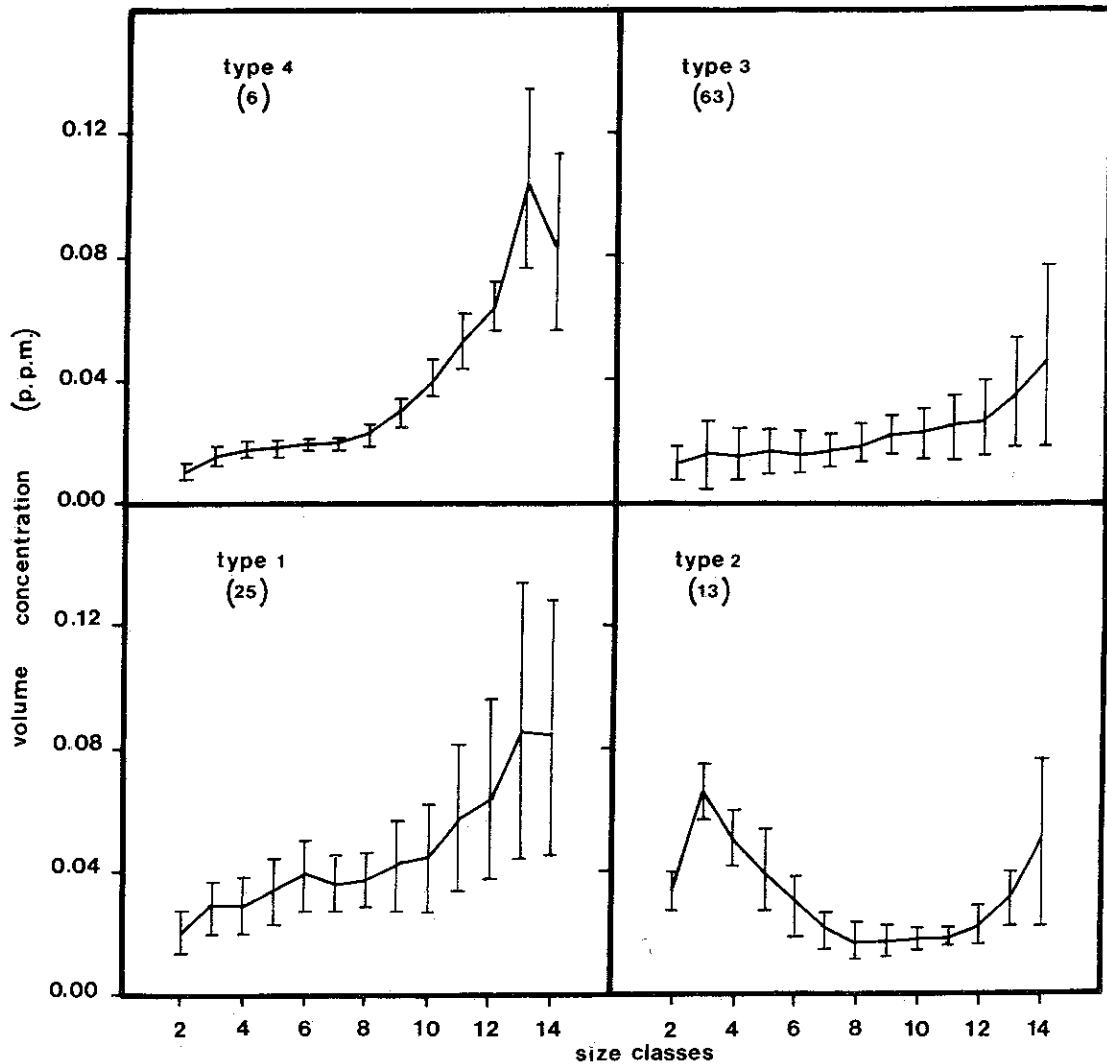 type 4
(6)
type 3
(63)
0.12
0.08
0.04
0.00
type 1
(25)
type 2
(13)
0.12
0.08
0.04
0.00
volume concentration (p.p.m.)
2 4 6 8 10 12 14
2 4 6 8 10 12 14
size classes